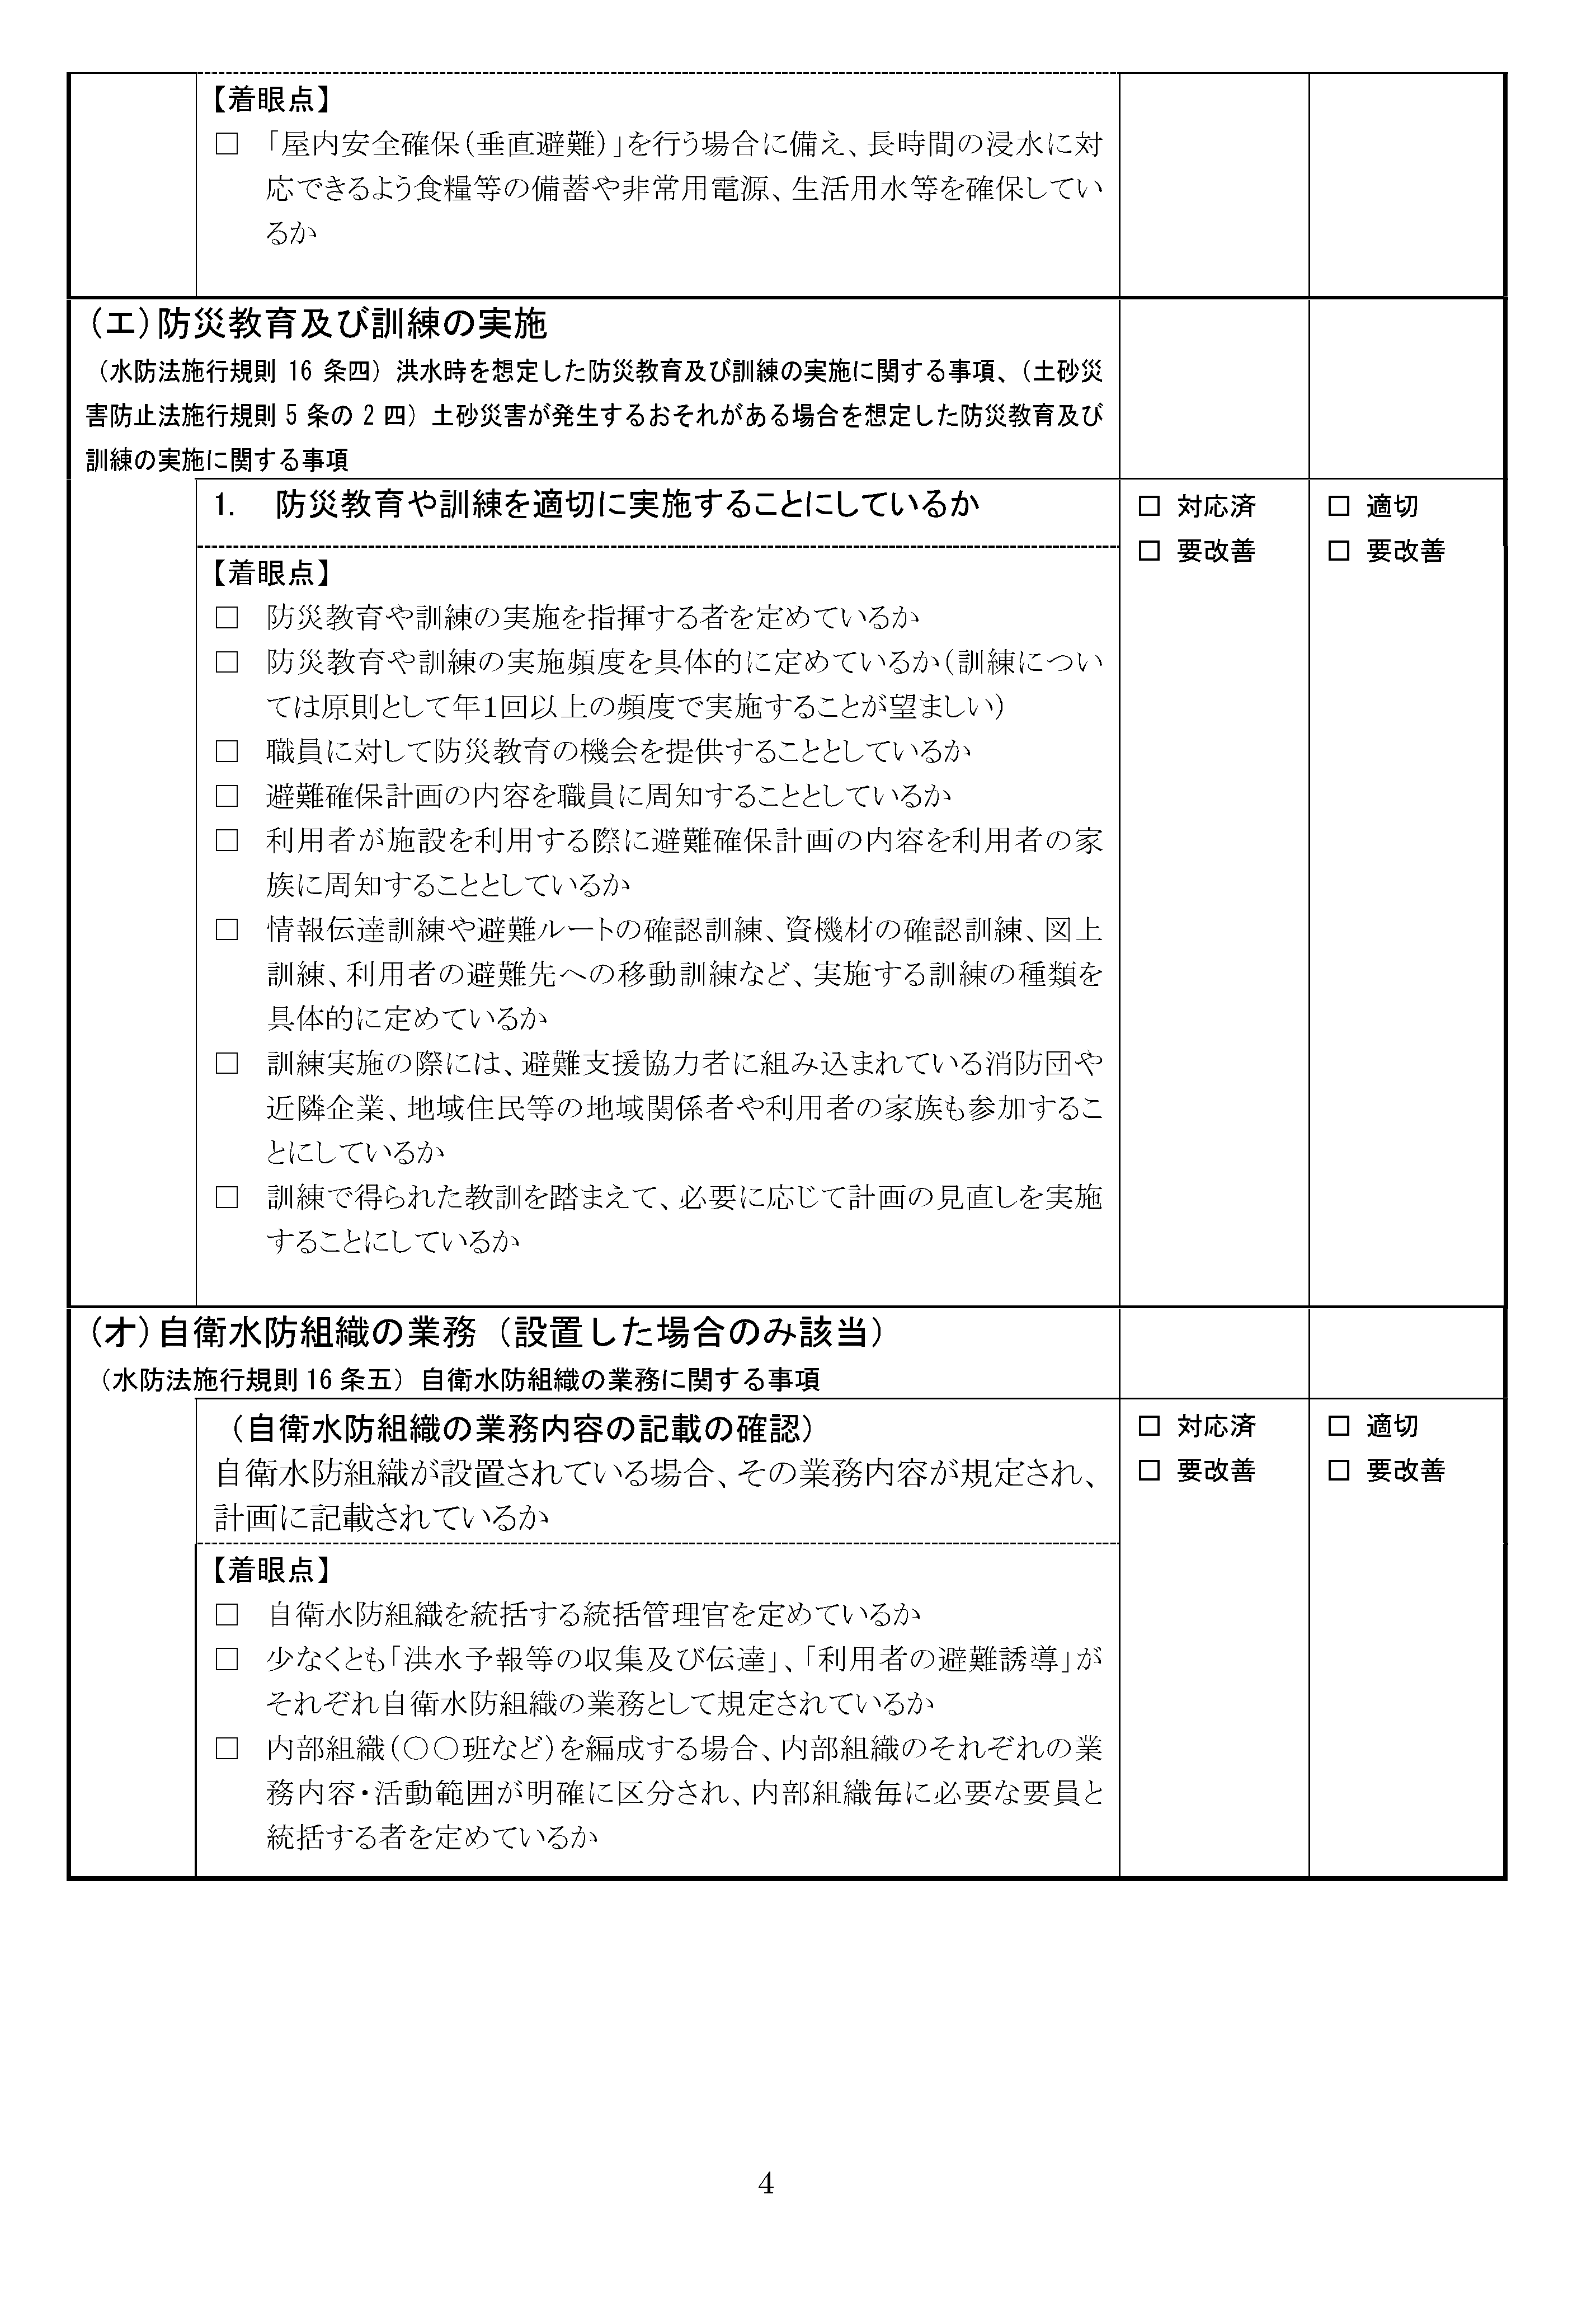 【着眼点】
□ 「屋内安全確保（垂直避難）」を行う場合に備え、長時間の浸水に対
応できるよう食糧等の備蓄や非常用電源、生活用水等を確保してい
るか
（エ）防災教育及び訓練の実施
（水防法施行規則 16 条四）洪水時を想定した防災教育及び訓練の実施に関する事項、（土砂災
害防止法施行規則 5 条の 2 四）土砂災害が発生するおそれがある場合を想定した防災教育及び
訓練の実施に関する事項
1. 防災教育や訓練を適切に実施することにしているか
□ 対応済
□ 要改善
□ 適切
□ 要改善
【着眼点】
□ 防災教育や訓練の実施を指揮する者を定めているか
□ 防災教育や訓練の実施頻度を具体的に定めているか（訓練につい
ては原則として年1回以上の頻度で実施することが望ましい）
□ 職員に対して防災教育の機会を提供することとしているか
□ 避難確保計画の内容を職員に周知することとしているか
□ 利用者が施設を利用する際に避難確保計画の内容を利用者の家
族に周知することとしているか
□ 情報伝達訓練や避難ルートの確認訓練、資機材の確認訓練、図上
訓練、利用者の避難先への移動訓練など、実施する訓練の種類を
具体的に定めているか
□ 訓練実施の際には、避難支援協力者に組み込まれている消防団や
近隣企業、地域住民等の地域関係者や利用者の家族も参加するこ
とにしているか
□ 訓練で得られた教訓を踏まえて、必要に応じて計画の見直しを実施
することにしているか
（オ）自衛水防組織の業務（設置した場合のみ該当）
（水防法施行規則 16 条五）自衛水防組織の業務に関する事項
（自衛水防組織の業務内容の記載の確認）
自衛水防組織が設置されている場合、その業務内容が規定され、
計画に記載されているか
□ 対応済
□ 要改善
□ 適切
□ 要改善
【着眼点】
□ 自衛水防組織を統括する統括管理官を定めているか
□ 少なくとも「洪水予報等の収集及び伝達」、「利用者の避難誘導」が
それぞれ自衛水防組織の業務として規定されているか
□ 内部組織（〇〇班など）を編成する場合、内部組織のそれぞれの業
務内容・活動範囲が明確に区分され、内部組織毎に必要な要員と
統括する者を定めているか
4